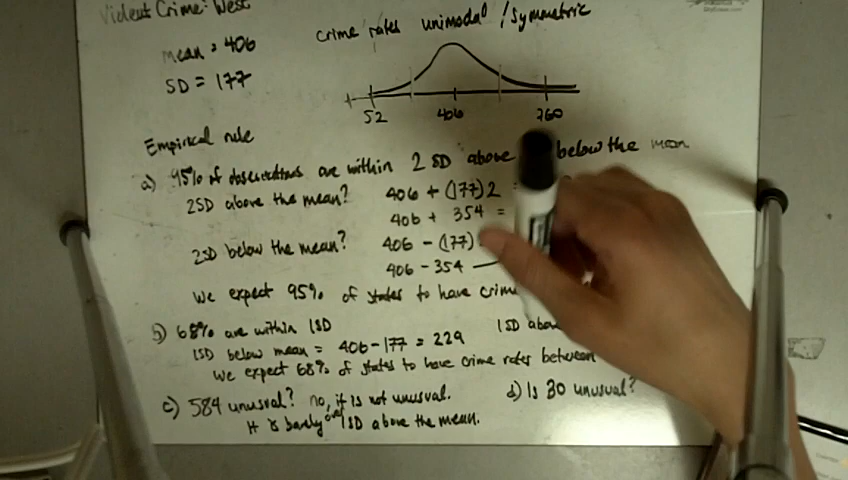 Violent Crime: West
crime rates unimodal / symmetric
mean = 406
SD = 177
52 406 760
Empirical rule
a) 95% of observations are within 2 SD above below the mean
2SD above the mean? 406 + (177)2
406 + 354 =
2SD below the mean? 406 - (177)
406 - 354
We expect 95% of states to have crime
b) 68% are within 1SD 1SD above
1SD below mean = 406-177 = 229
We expect 68% of states to have crime rates between
c) 584 unusual? no, it is not unusual. d) Is 30 unusual?
It is barely over 1SD above the mean.